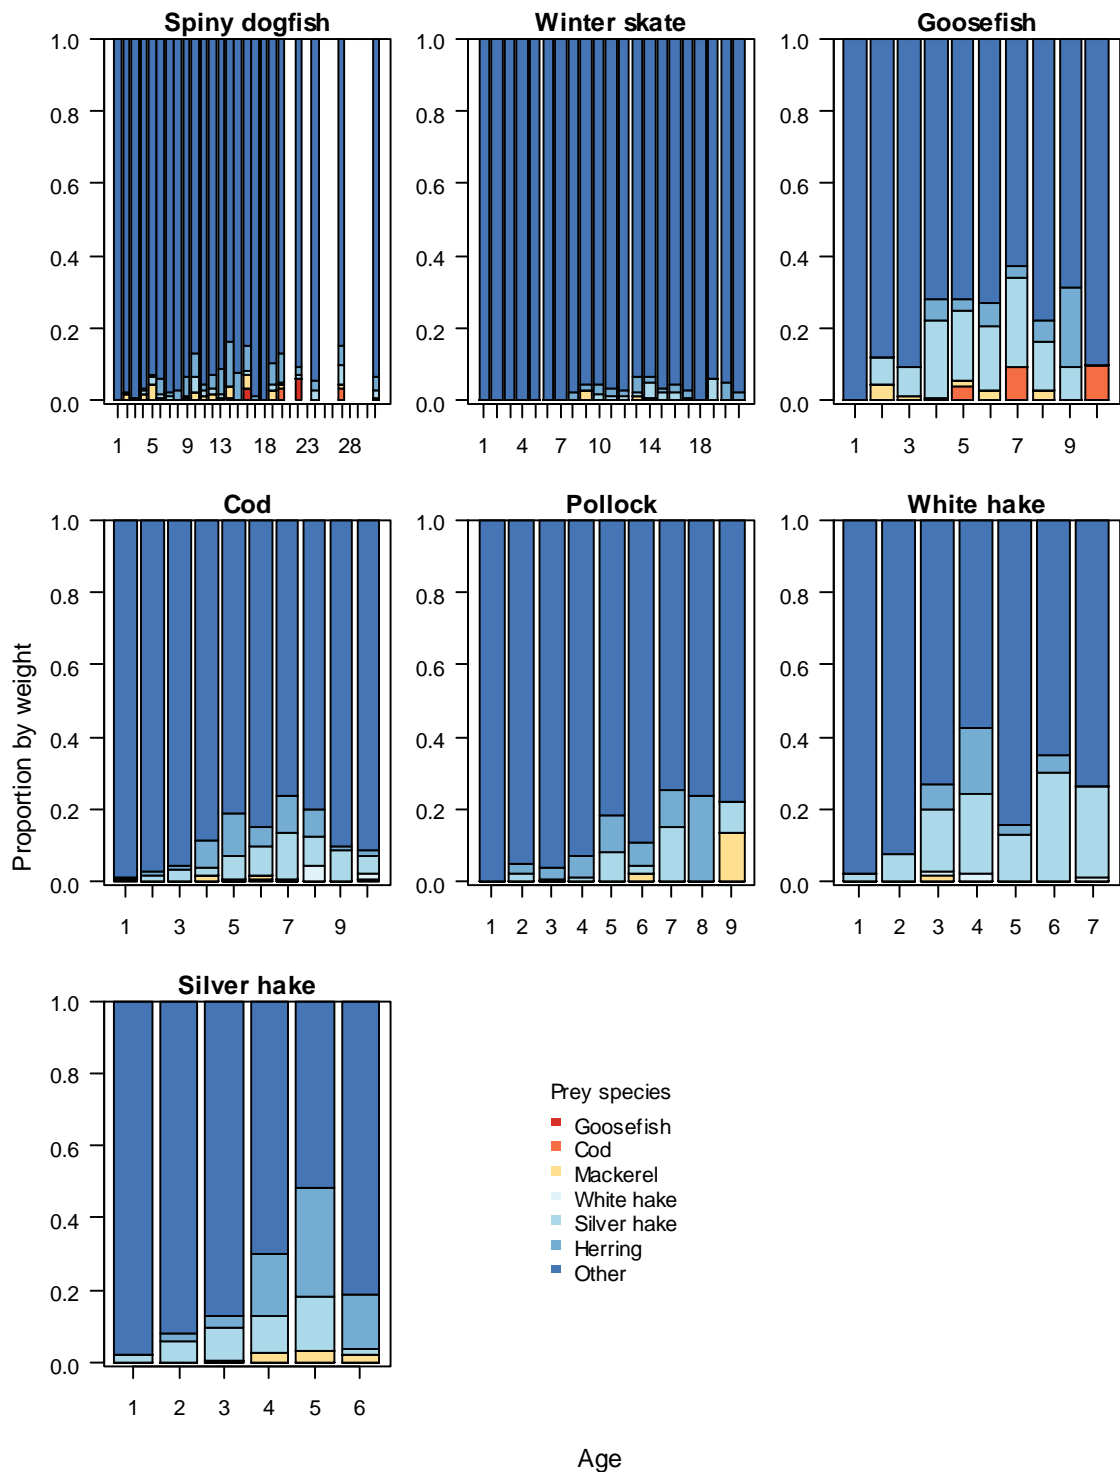 Spiny dogfish Winter skate Goosefish
1.0 1.0 1.0
0.8 0.8 0.8
0.6 0.6 0.6
0.4 0.4 0.4
0.2 0.2 0.2
0.0 0.0 0.0
1 5 9 13 18 23 28 1 4 7 10 14 18 1 3 5 7 9
Cod Pollock White hake
1.0 1.0 1.0
0.8 0.8 0.8
0.6 0.6 0.6
0.4 0.4 0.4
0.2 0.2 0.2
0.0 0.0 0.0
1 3 5 7 9 1 2 3 4 5 6 7 8 9 1 2 3 4 5 6 7
Proportion by weight
Silver hake
1.0
0.8
0.6
0.4
0.2
0.0
1 2 3 4 5 6
Prey species
Goosefish
Cod
Mackerel
White hake
Silver hake
Herring
Other
Age